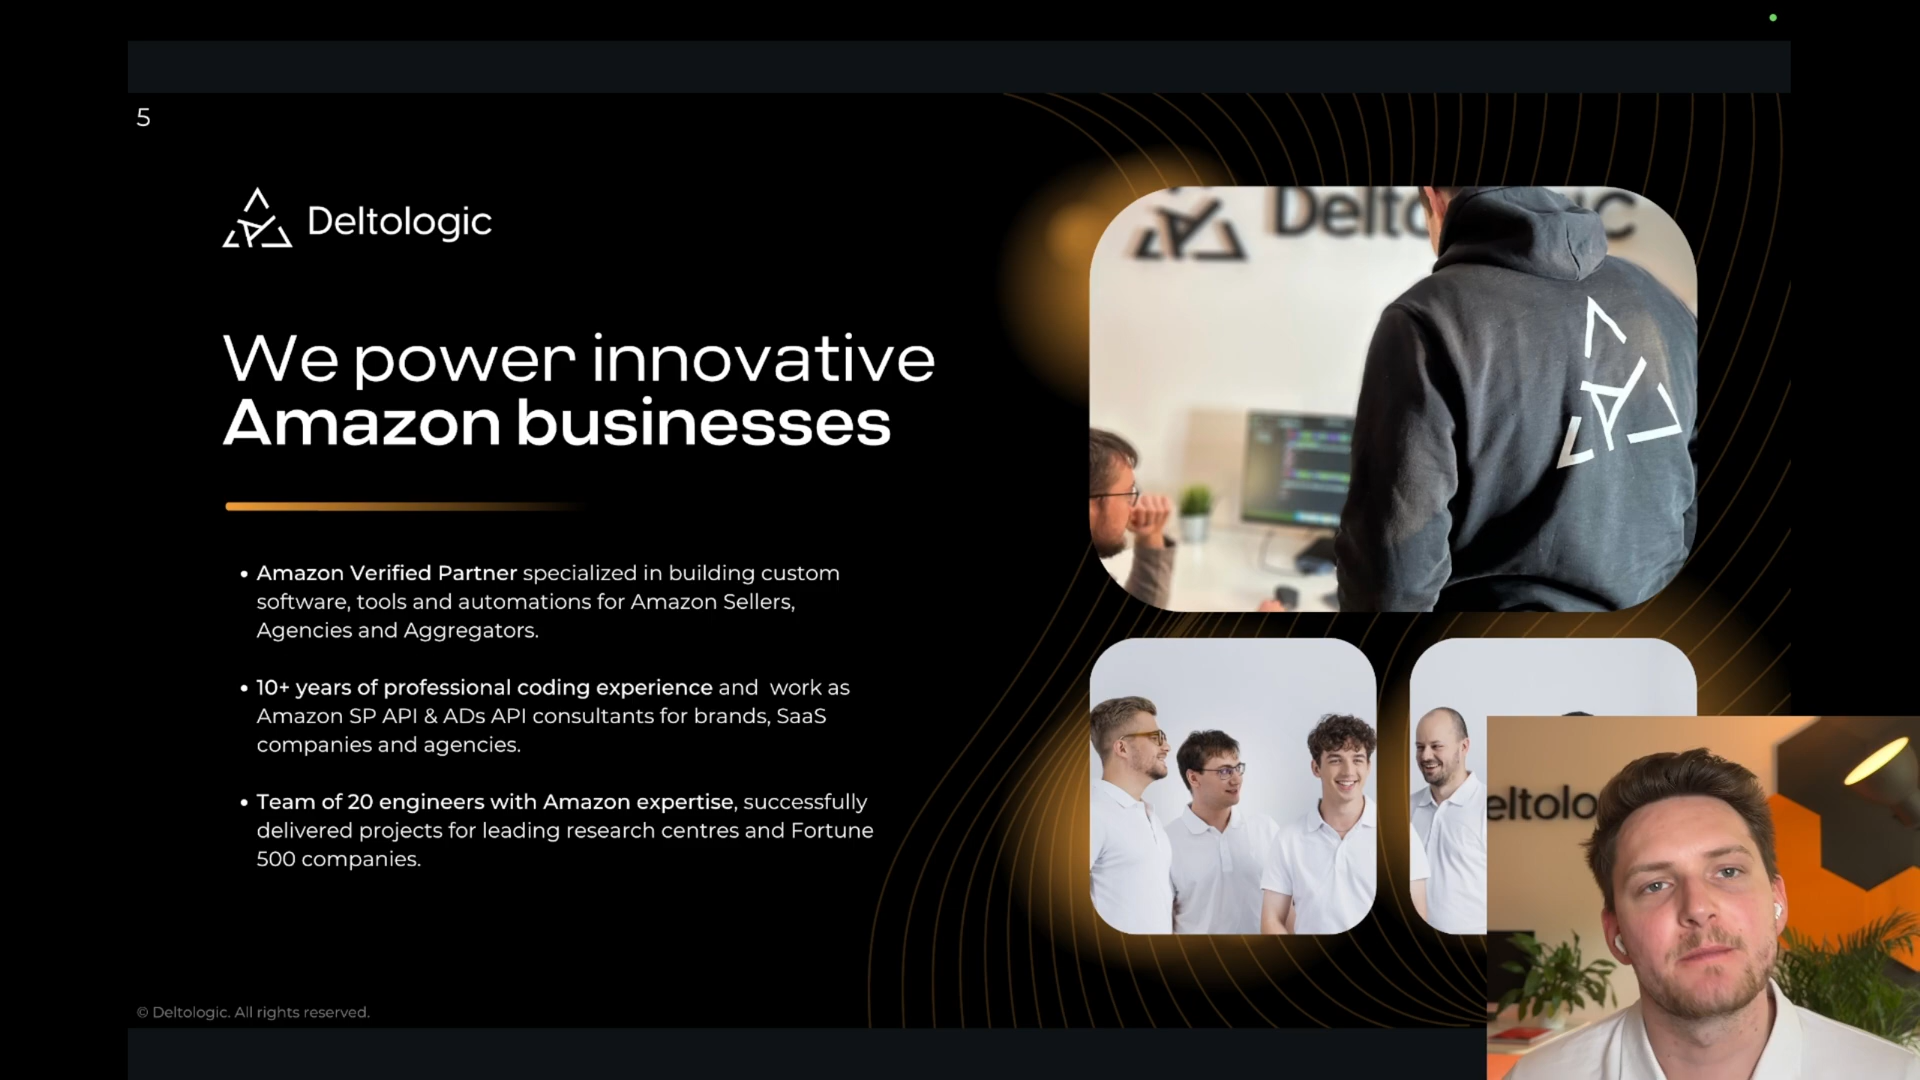 5
Deltologic
We power innovative
Amazon businesses
• Amazon Verified Partner specialized in building custom
software, tools and automations for Amazon Sellers,
Agencies and Aggregators.
• 10+ years of professional coding experience and  work as
Amazon SP API & ADs API consultants for brands, SaaS
companies and agencies.
• Team of 20 engineers with Amazon expertise, successfully
delivered projects for leading research centres and Fortune
500 companies.
Delto ic
eltolo
© Deltologic. All rights reserved.